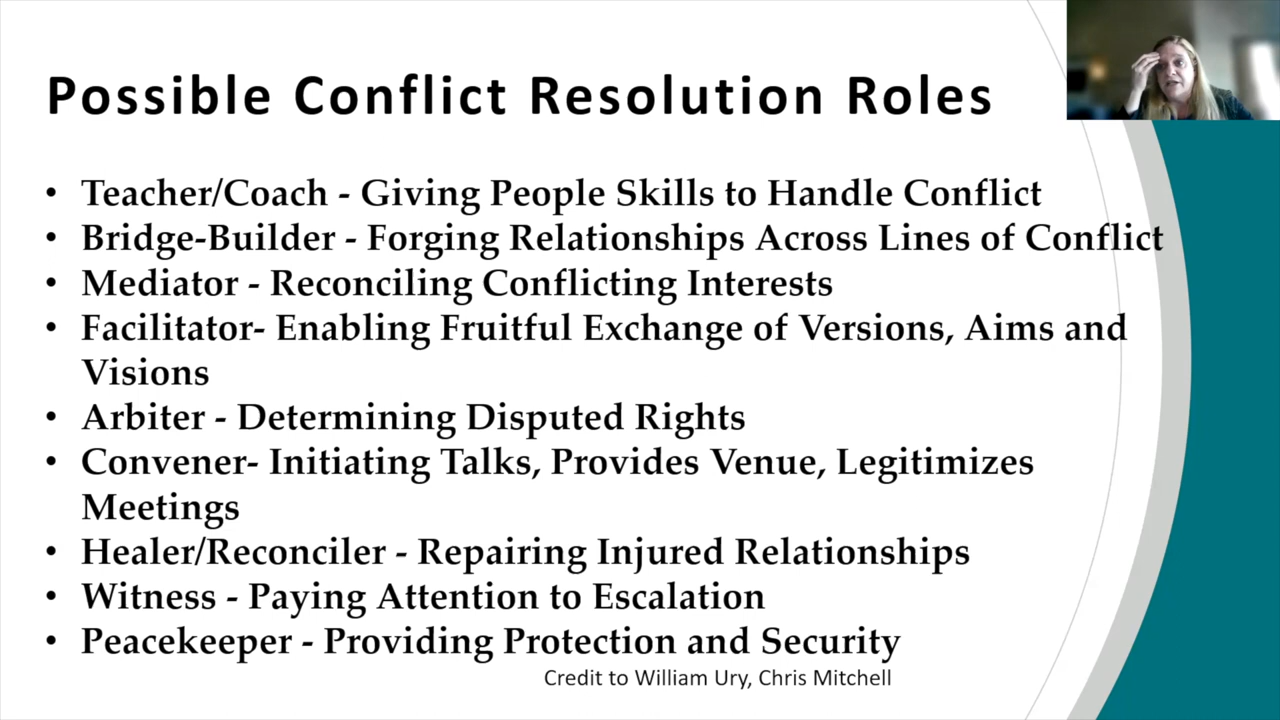 Possible Conflict Resolution Roles
• Teacher/Coach - Giving People Skills to Handle Conflict
• Bridge-Builder - Forging Relationships Across Lines of Conflict
• Mediator - Reconciling Conflicting Interests
• Facilitator- Enabling Fruitful Exchange of Versions, Aims and
Visions
• Arbiter - Determining Disputed Rights
• Convener- Initiating Talks, Provides Venue, Legitimizes
Meetings
• Healer/Reconciler - Repairing Injured Relationships
• Witness - Paying Attention to Escalation
• Peacekeeper - Providing Protection and Security
Credit to William Ury, Chris Mitchell